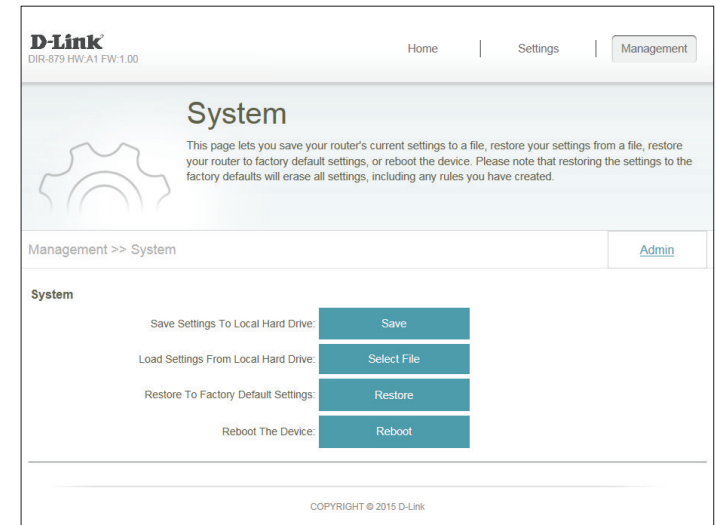 D-Link
DIR-879 HW:A1 FW:1.00
Home | Settings | Management
System
This page lets you save your router's current settings to a file, restore your settings from a file, restore
your router to factory default settings, or reboot the device. Please note that restoring the settings to the
factory defaults will erase all settings, including any rules you have created.
Management >> System
Admin
System
Save Settings To Local Hard Drive: Save
Load Settings From Local Hard Drive: Select File
Restore To Factory Default Settings: Restore
Reboot The Device: Reboot
COPYRIGHT © 2015 D-Link